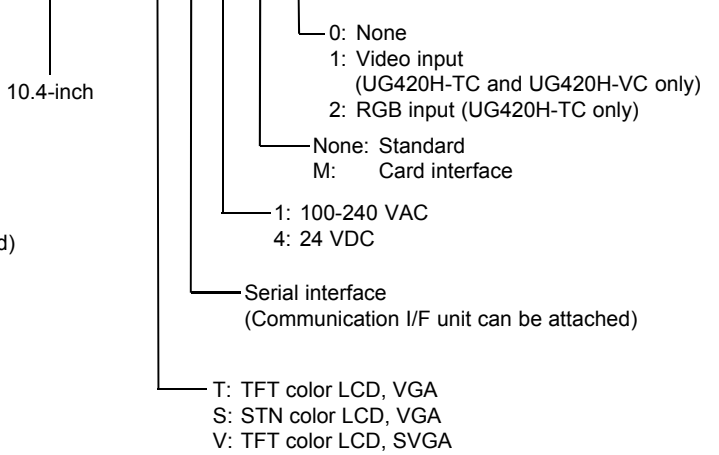 0: None
1: Video input
(UG420H-TC and UG420H-VC only)
2: RGB input (UG420H-TC only)
10.4-inch
None: Standard
M: Card interface
1: 100-240 VAC
4: 24 VDC
d)
Serial interface
(Communication I/F unit can be attached)
T: TFT color LCD, VGA
S: STN color LCD, VGA
V: TFT color LCD, SVGA